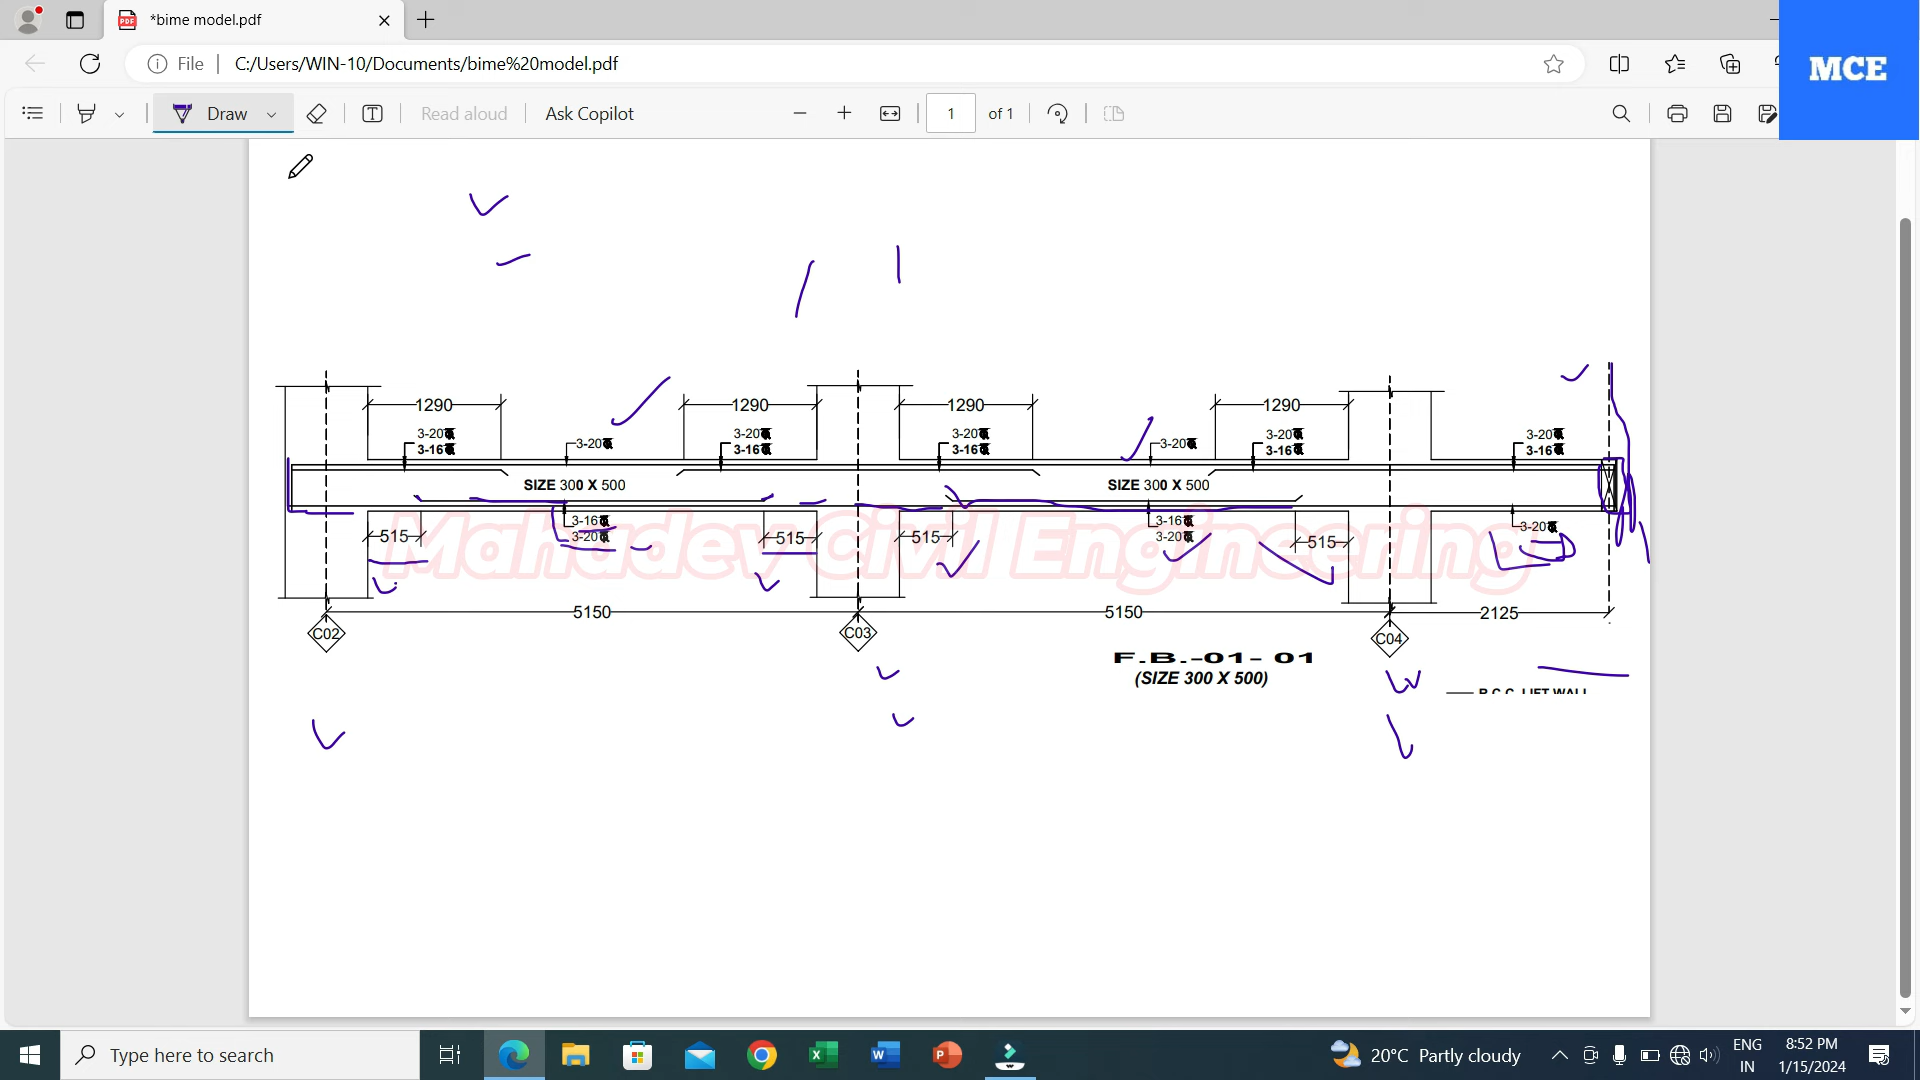 *bime model.pdf
MCE
File
C:/Users/WIN-10/Documents/bime%20model.pdf
Draw
Read aloud
Ask Copilot
1
of 1
1290
1290
1290
1290
3-20
3-16
3-20
3-20
3-16
3-20
3-16
3-20
3-20
3-16
3-20
3-16
SIZE 300 X 500
SIZE 300 X 500
3-16
3-20
3-16
3-20
3-20
515
515
515
515
Mahadev Civil Engineering
5150
5150
2125
C02
C03
C04
F.B.-01- 01
(SIZE 300 X 500)
R.C.C. LIFT WALL
Type here to search
20°C Partly cloudy
ENG
IN
8:52 PM
1/15/2024